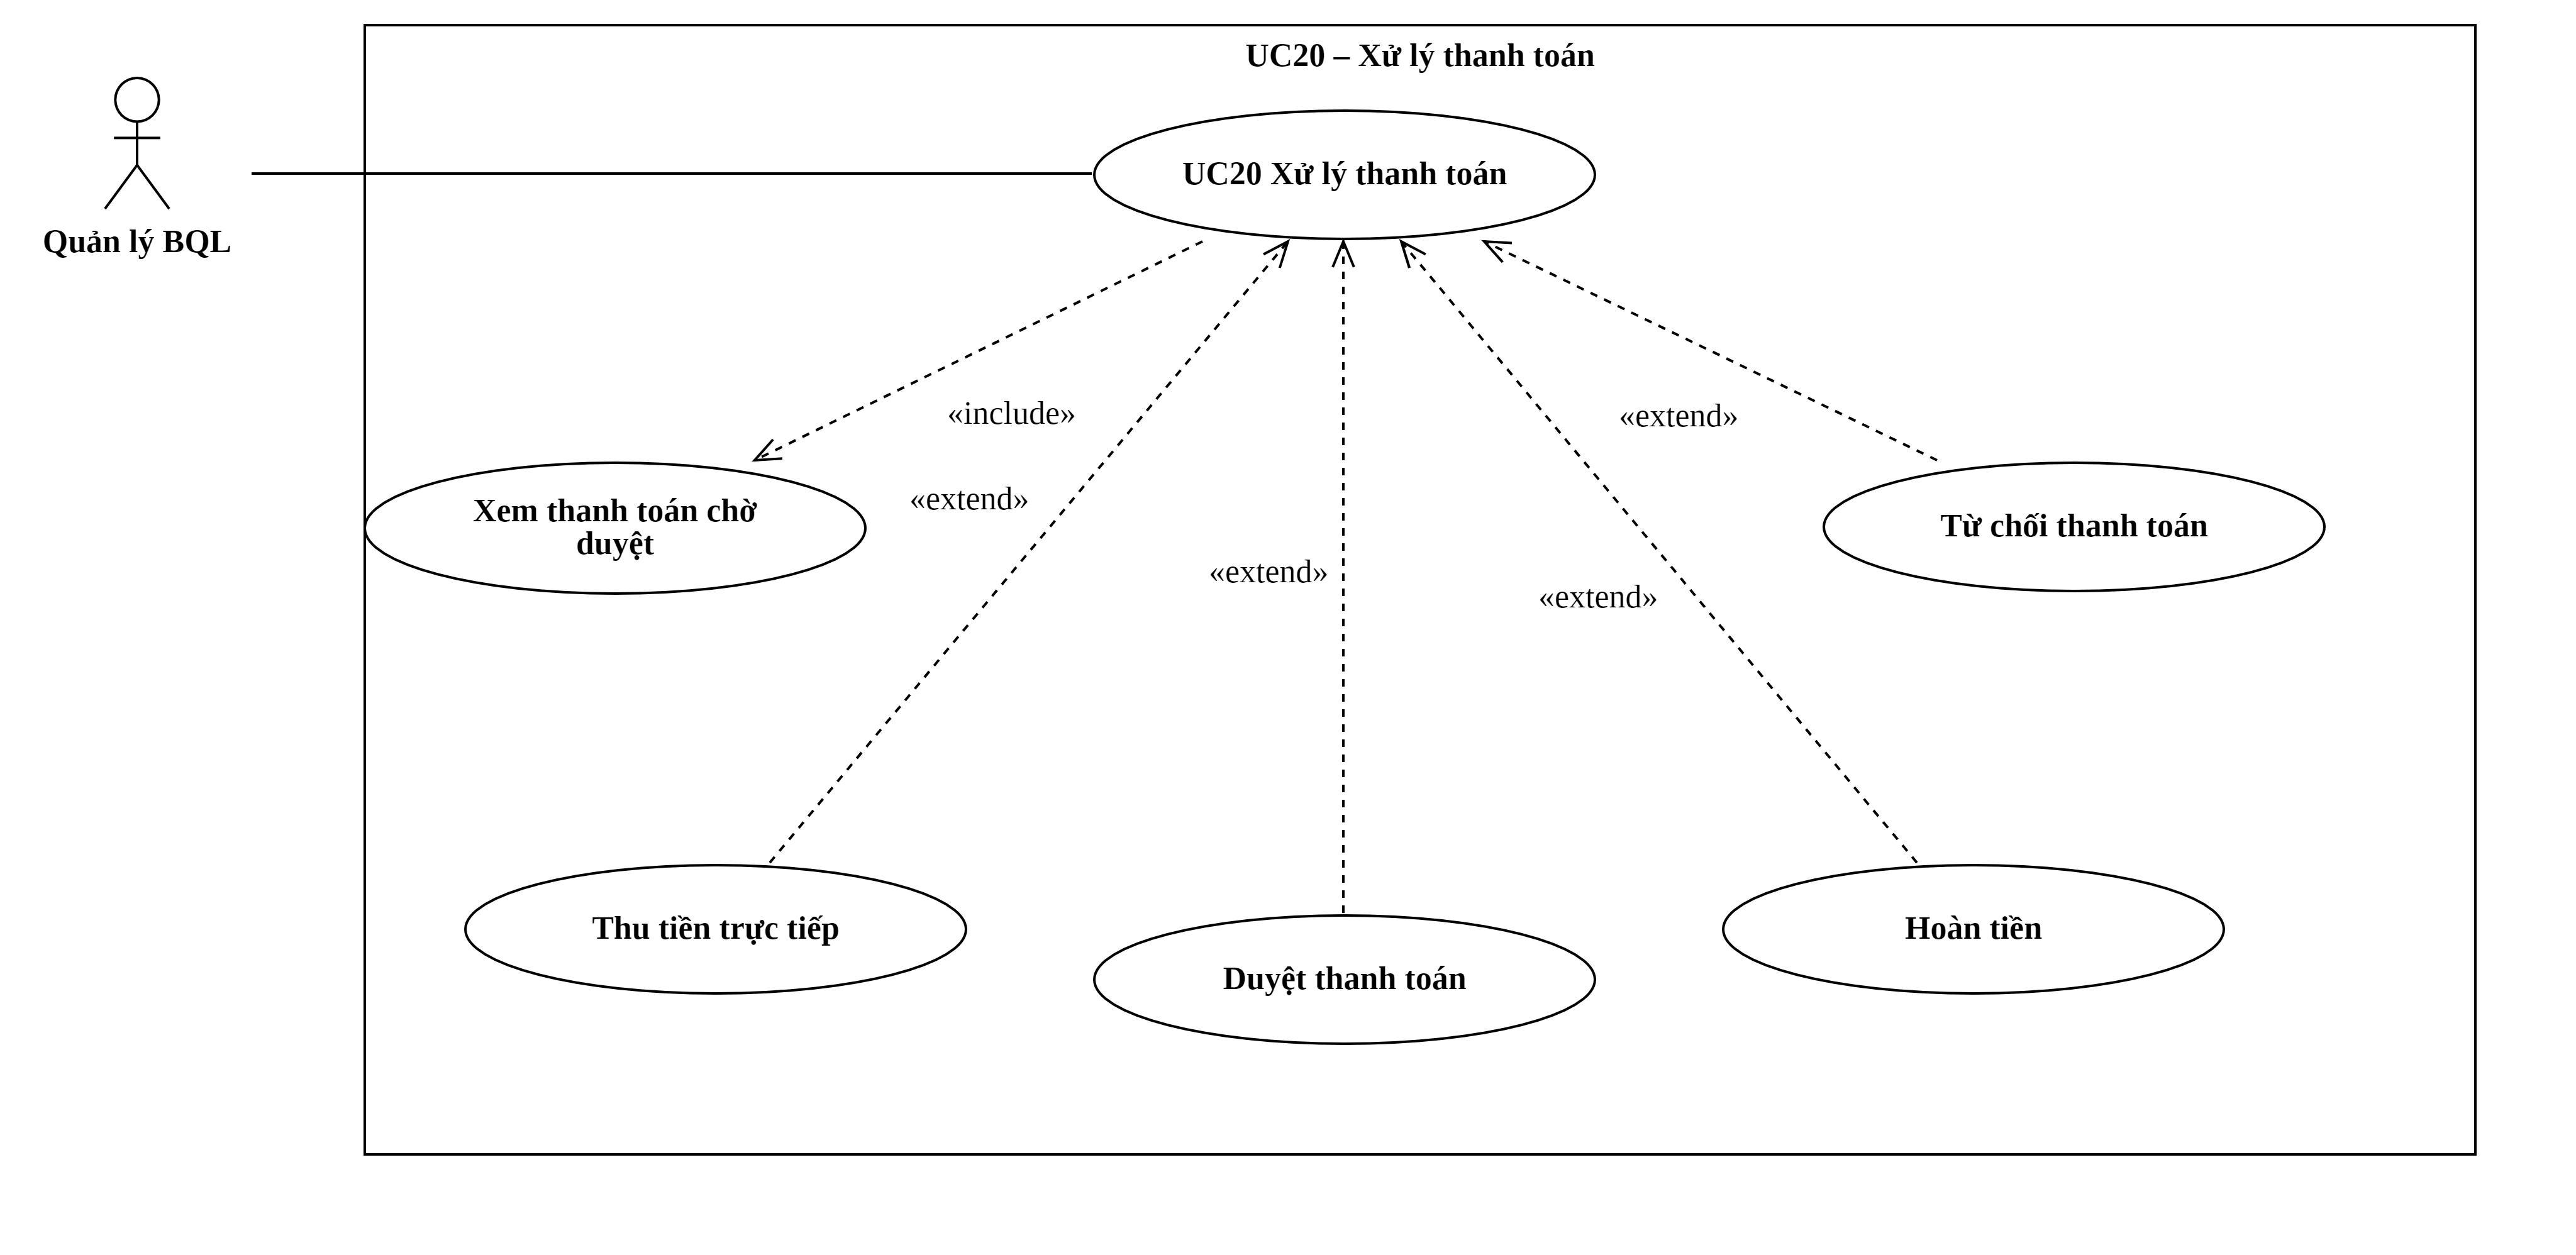 UC20 – Xử lý thanh toán
UC20 Xử lý thanh toán
Quản lý BQL
«include»
«extend»
«extend»
Xem thanh toán chờ
duyệt
Từ chối thanh toán
«extend»
«extend»
Thu tiền trực tiếp
Duyệt thanh toán
Hoàn tiền